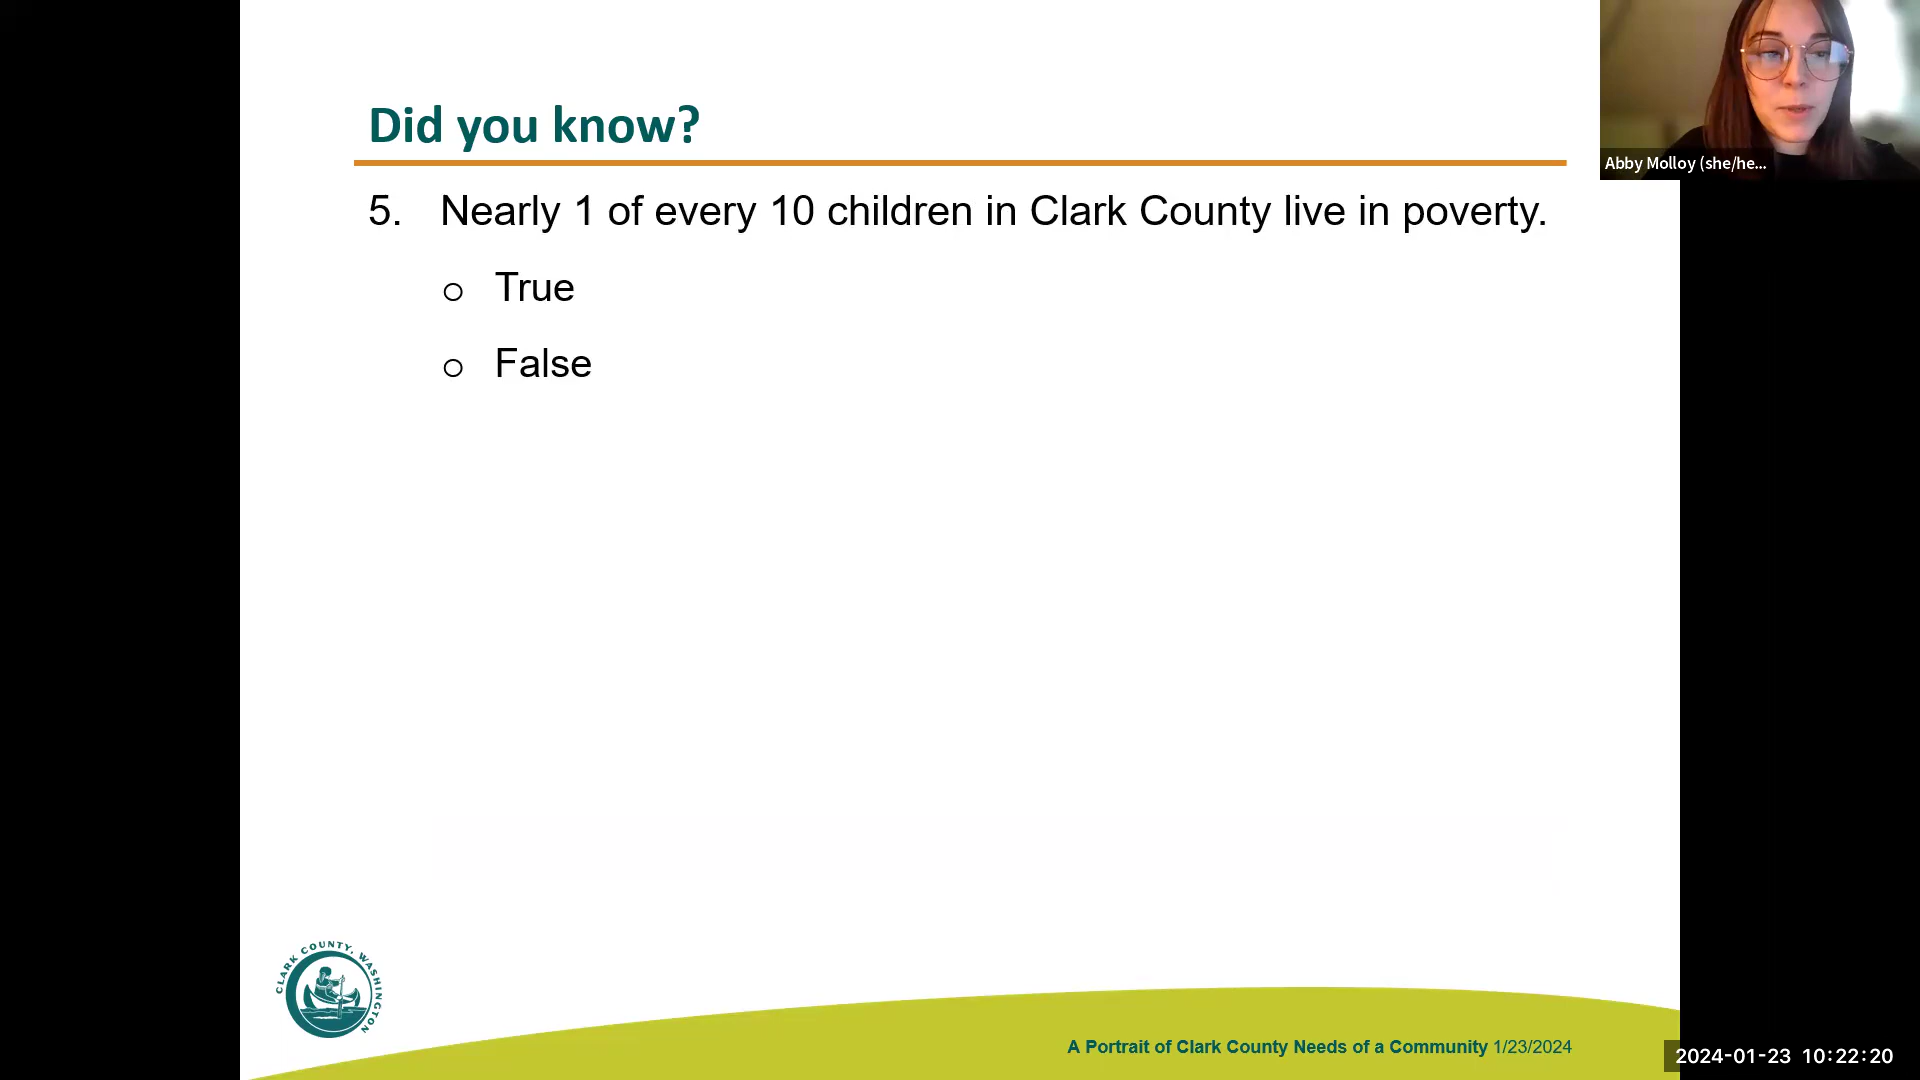 Did you know?
5. Nearly 1 of every 10 children in Clark County live in poverty.
o True
o False
Abby Molloy (she/he...
CLARK COUNTY, WASHINGTON
A Portrait of Clark County Needs of a Community 1/23/2024
2024-01-23 10:22:20